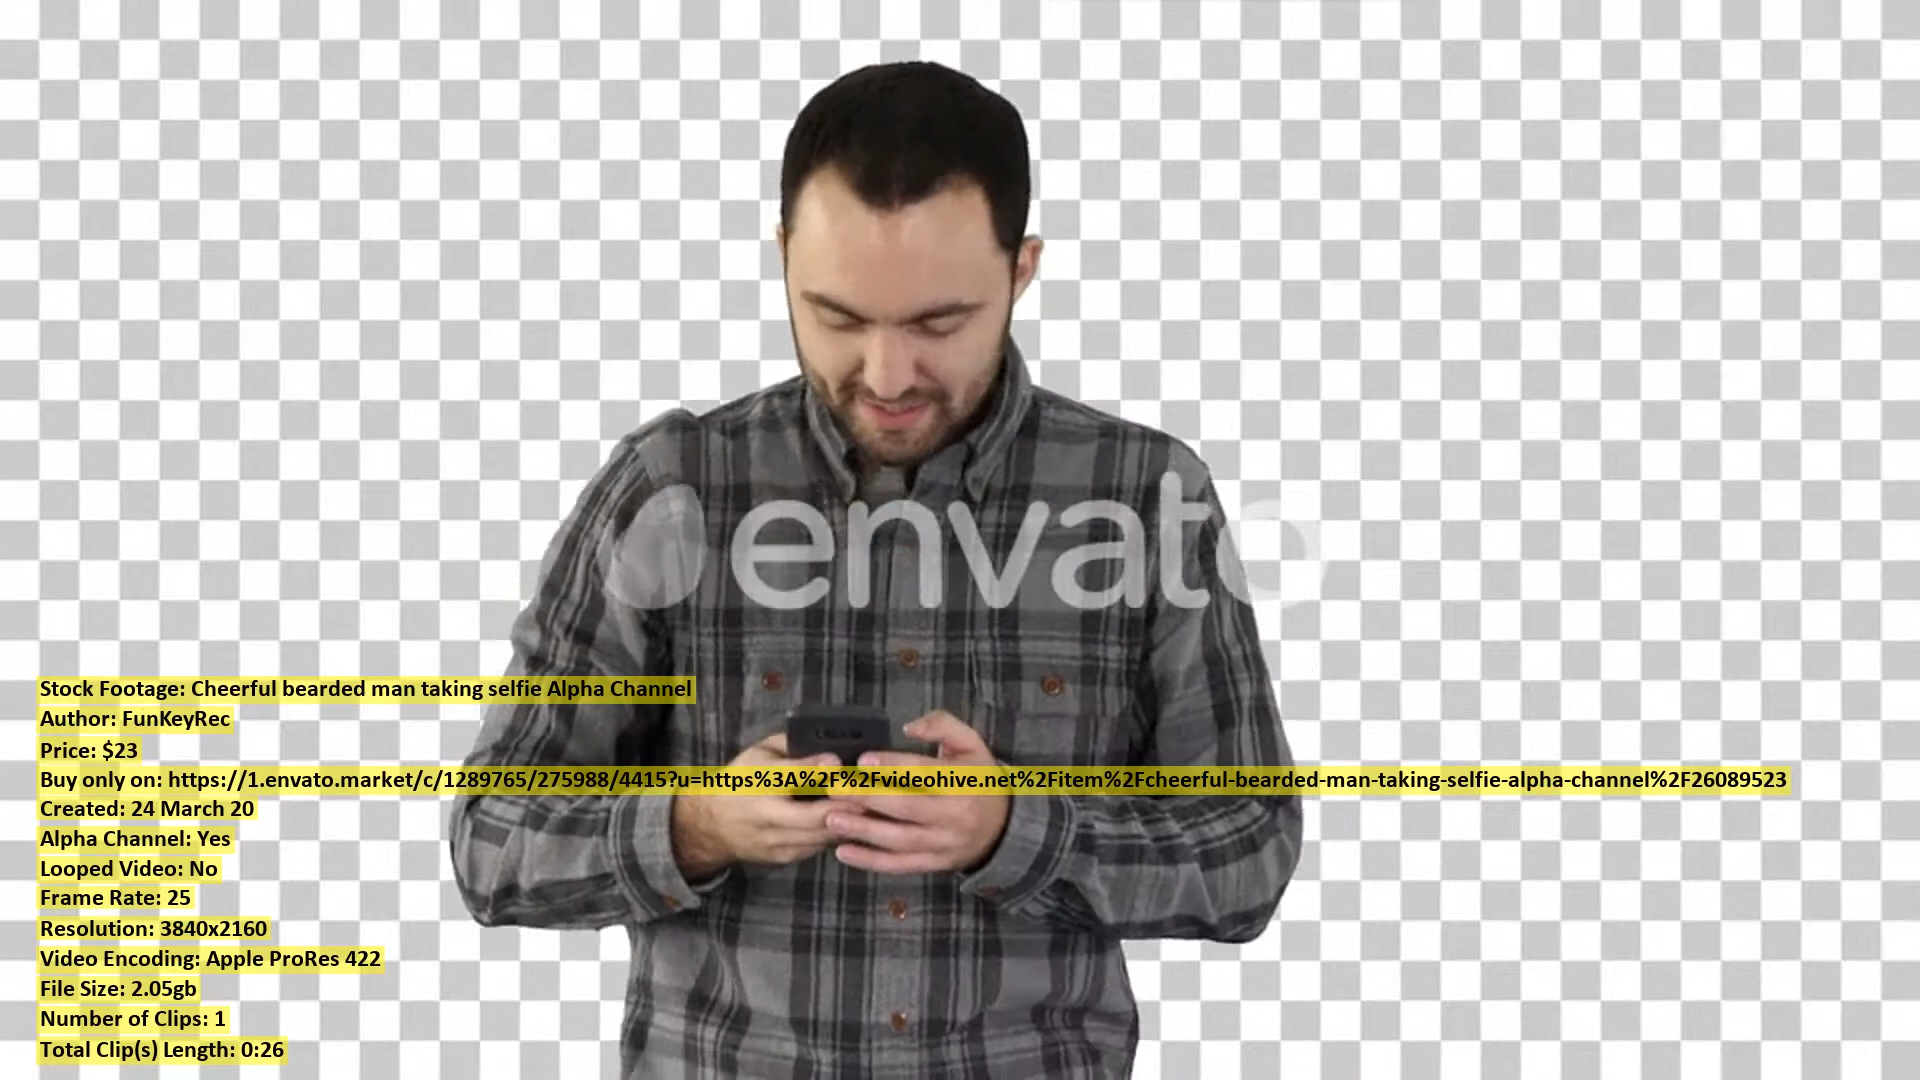 envato
Stock Footage: Cheerful bearded man taking selfie Alpha Channel
Author: FunKeyRec
Price: $23
Buy only on: https://1.envato.market/c/1289765/275988/4415?u=https%3A%2F%2Fvideohive.net%2Fitem%2Fcheerful-bearded-man-taking-selfie-alpha-channel%2F26089523
Created: 24 March 20
Alpha Channel: Yes
Looped Video: No
Frame Rate: 25
Resolution: 3840x2160
Video Encoding: Apple ProRes 422
File Size: 2.05gb
Number of Clips: 1
Total Clip(s) Length: 0:26